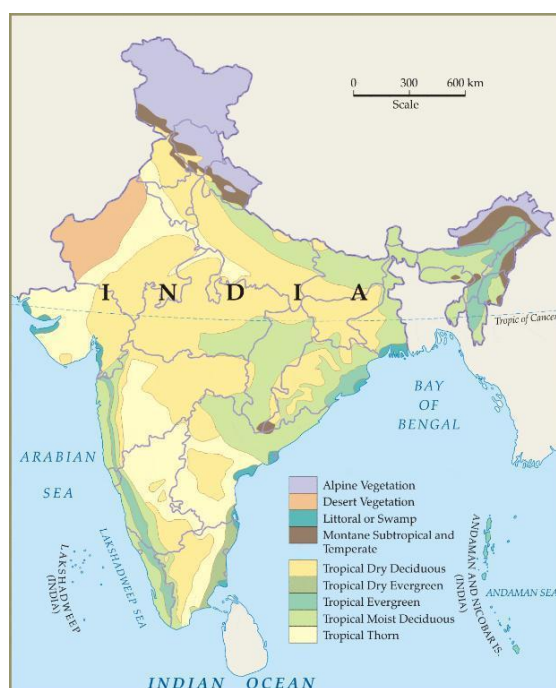 0 300 600 km
Scale
I N D I A
Tropic of Cancer
BAY
OF
BENGAL
ARABIAN
SEA
LAKSHADWEEP
(INDIA)
LAKSHADWEEP SEA
Alpine Vegetation
Desert Vegetation
Littoral or Swamp
Montane Subtropical and
Temperate
Tropical Dry Deciduous
Tropical Dry Evergreen
Tropical Evergreen
Tropical Moist Deciduous
Tropical Thorn
ANDAMAN AND NICOBAR IS.
(INDIA)
ANDAMAN SEA
INDIAN OCEAN